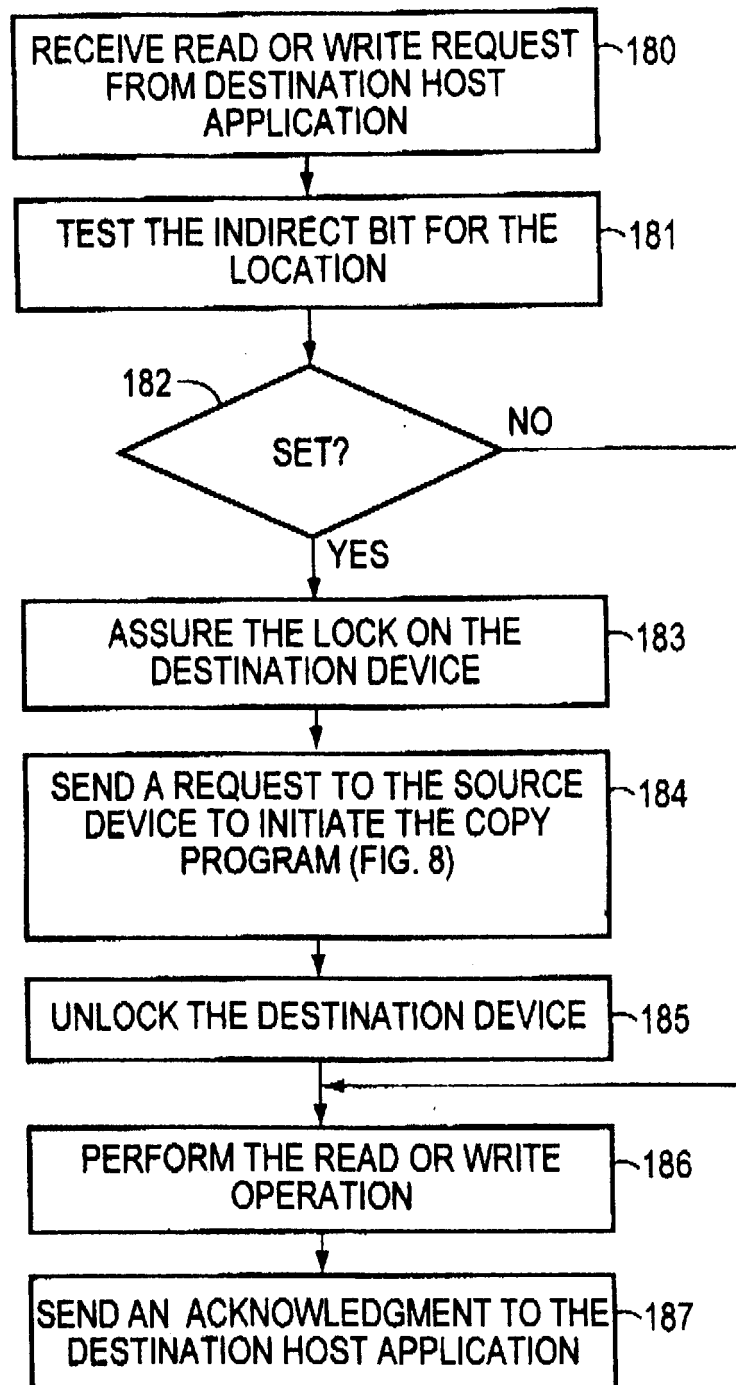 RECEIVE READ OR WRITE REQUEST
FROM DESTINATION HOST
APPLICATION
180
TEST THE INDIRECT BIT FOR THE
LOCATION
181
182
SET?
NO
YES
ASSURE THE LOCK ON THE
DESTINATION DEVICE
183
SEND A REQUEST TO THE SOURCE
DEVICE TO INITIATE THE COPY
PROGRAM (FIG. 8)
184
UNLOCK THE DESTINATION DEVICE
185
PERFORM THE READ OR WRITE
OPERATION
186
SEND AN ACKNOWLEDGMENT TO THE
DESTINATION HOST APPLICATION
187